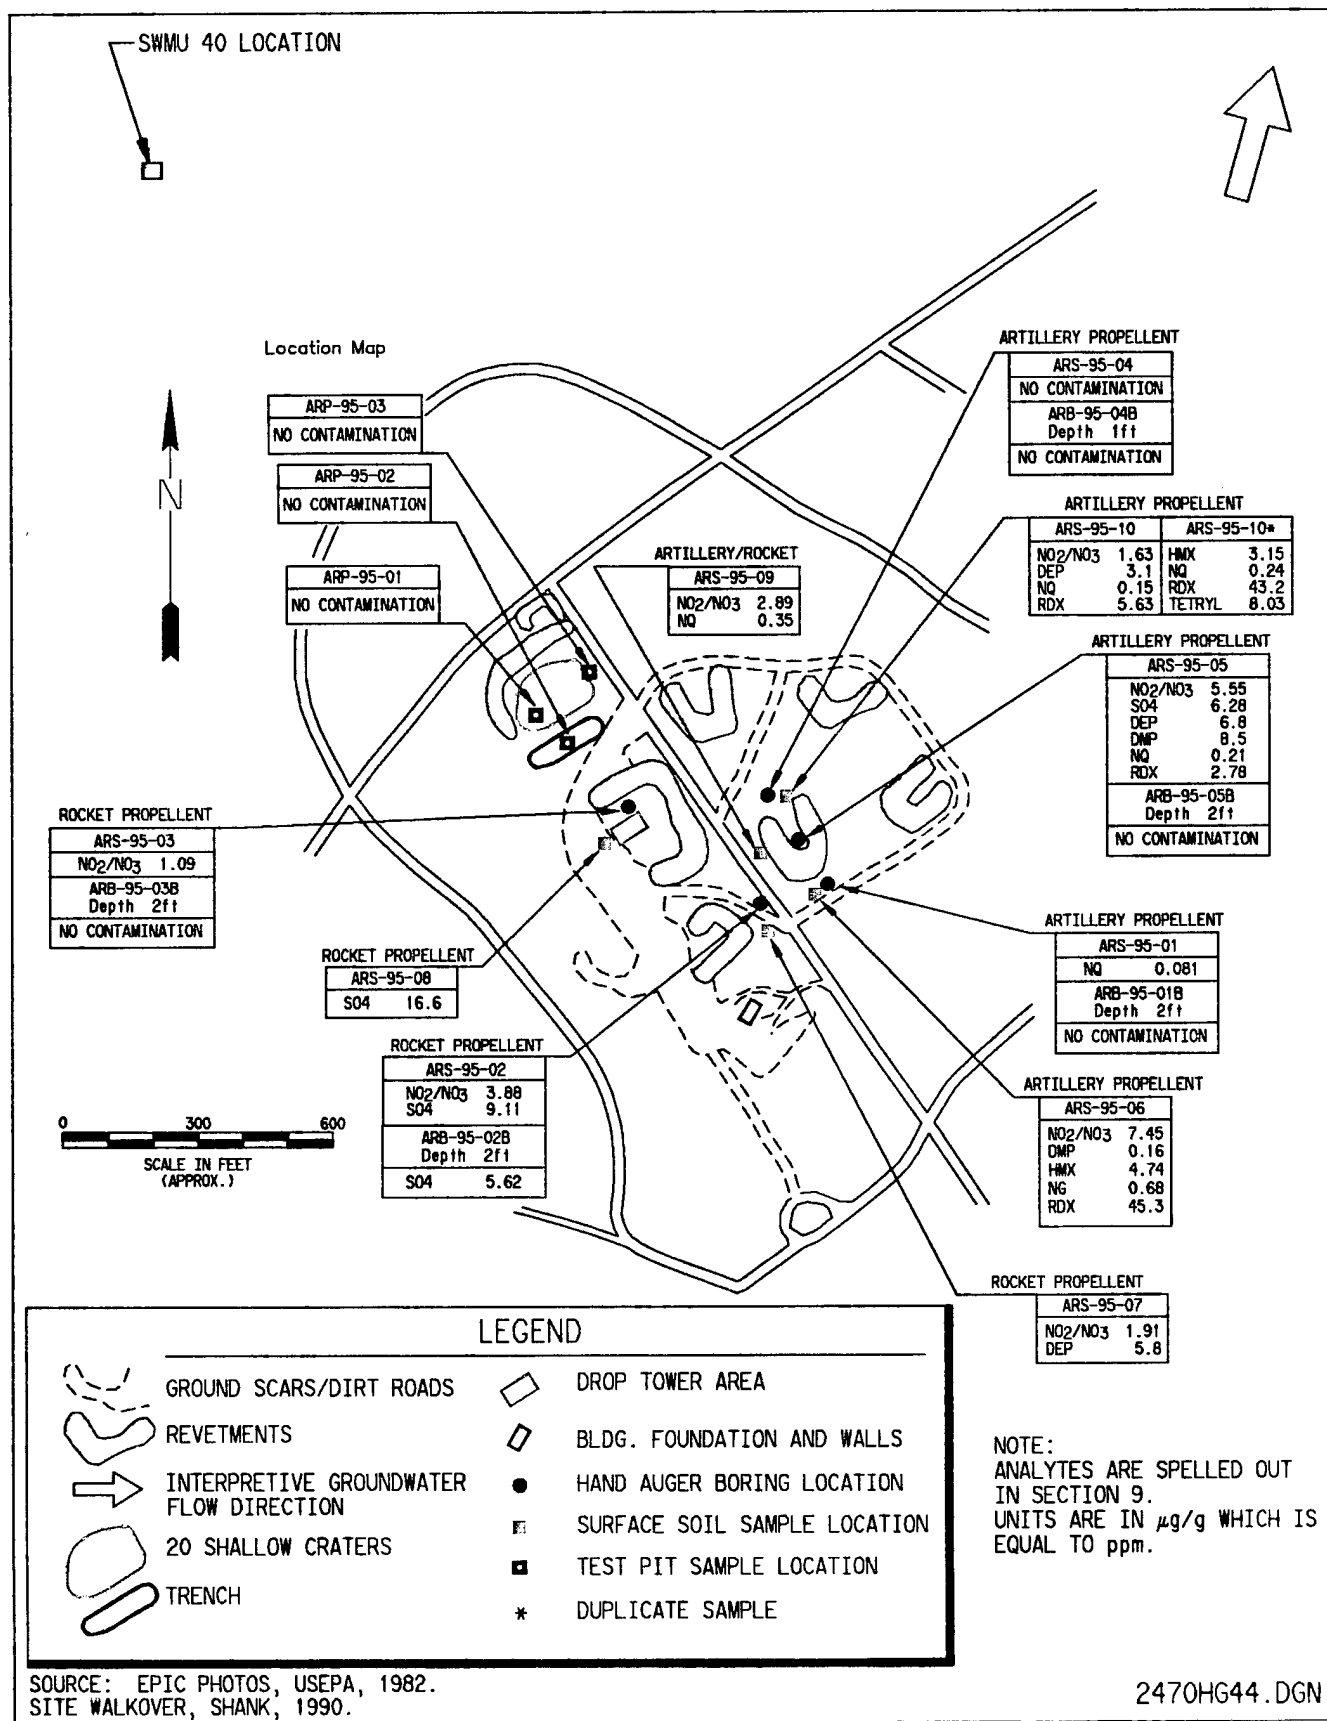 SWMU 40 LOCATION
Location Map
N
ARP-95-03
NO CONTAMINATION
ARP-95-02
NO CONTAMINATION
ARP-95-01
NO CONTAMINATION
ARTILLERY/ROCKET
ARS-95-09
NO2/NO3 2.89
NQ 0.35
ARTILLERY PROPELLENT
ARS-95-04
NO CONTAMINATION
ARB-95-04B
Depth 1ft
NO CONTAMINATION
ARTILLERY PROPELLENT
ARS-95-10 ARS-95-10*
NO2/NO3 1.63 HMX 3.15
DEP 3.1 NQ 0.24
NQ 0.15 RDX 43.2
RDX 5.63 TETRYL 8.03
ARTILLERY PROPELLENT
ARS-95-05
NO2/NO3 5.55
SO4 6.28
DEP 6.8
DMP 8.5
NQ 0.21
RDX 2.78
ARB-95-05B
Depth 2ft
NO CONTAMINATION
ROCKET PROPELLENT
ARS-95-03
NO2/NO3 1.09
ARB-95-03B
Depth 2ft
NO CONTAMINATION
ROCKET PROPELLENT
ARS-95-08
SO4 16.6
ARTILLERY PROPELLENT
ARS-95-01
NQ 0.081
ARB-95-01B
Depth 2ft
NO CONTAMINATION
ROCKET PROPELLENT
ARS-95-02
NO2/NO3 3.88
SO4 9.11
ARB-95-02B
Depth 2ft
SO4 5.62
ARTILLERY PROPELLENT
ARS-95-06
NO2/NO3 7.45
DMP 0.16
HMX 4.74
NG 0.68
RDX 45.3
0 300 600
SCALE IN FEET
(APPROX.)
ROCKET PROPELLENT
ARS-95-07
NO2/NO3 1.91
DEP 5.8
LEGEND
GROUND SCARS/DIRT ROADS
REVETMENTS
INTERPRETIVE GROUNDWATER
FLOW DIRECTION
20 SHALLOW CRATERS
TRENCH
DROP TOWER AREA
BLDG. FOUNDATION AND WALLS
HAND AUGER BORING LOCATION
SURFACE SOIL SAMPLE LOCATION
TEST PIT SAMPLE LOCATION
* DUPLICATE SAMPLE
NOTE:
ANALYTES ARE SPELLED OUT
IN SECTION 9.
UNITS ARE IN µg/g WHICH IS
EQUAL TO ppm.
SOURCE: EPIC PHOTOS, USEPA, 1982.
SITE WALKOVER, SHANK, 1990.
2470HG44.DGN